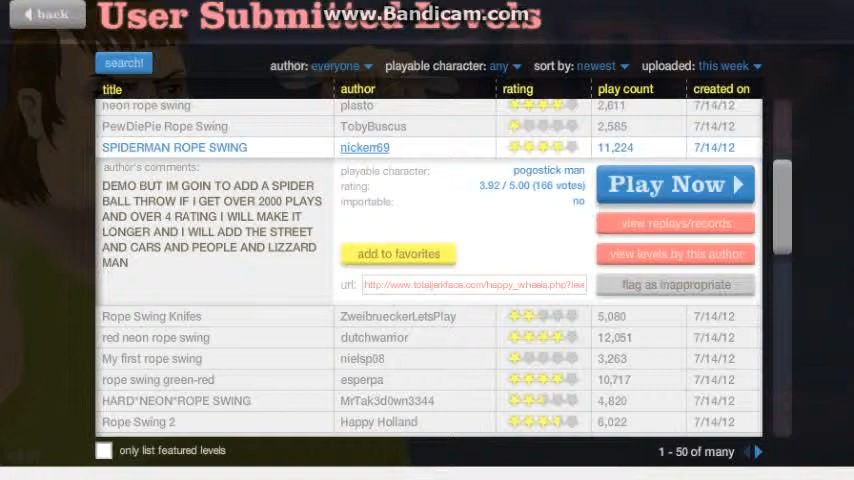 back
User Submitted Levels
www.Bandicam.com
search!
author: everyone playable character: any sort by: newest uploaded: this week
title author rating play count created on
neon rope swing plasto 2,611 7/14/12
PewDiePie Rope Swing TobyBuscus 2,585 7/14/12
SPIDERMAN ROPE SWING nickerr69 11,224 7/14/12
author's comments:
DEMO BUT IM GOIN TO ADD A SPIDER
BALL THROW IF I GET OVER 2000 PLAYS
AND OVER 4 RATING I WILL MAKE IT
LONGER AND I WILL ADD THE STREET
AND CARS AND PEOPLE AND LIZZARD
MAN
playable character: pogostick man
rating: 3.92 / 5.00 (166 votes)
importable: no
add to favorites
url: http://www.totaljerkface.com/happy_wheels.php?leve
Play Now
view replays/records
view levels by this author
flag as inappropriate
Rope Swing Knifes ZweibrueckerLetsPlay 5,080 7/14/12
red neon rope swing dutchwarrior 12,051 7/14/12
My first rope swing nielsp98 3,263 7/14/12
rope swing green-red esperpa 10,717 7/14/12
HARD*NEON*ROPE SWING MrTak3d0wn3344 4,820 7/14/12
Rope Swing 2 Happy Holland 6,022 7/14/12
only list featured levels
1 - 50 of many